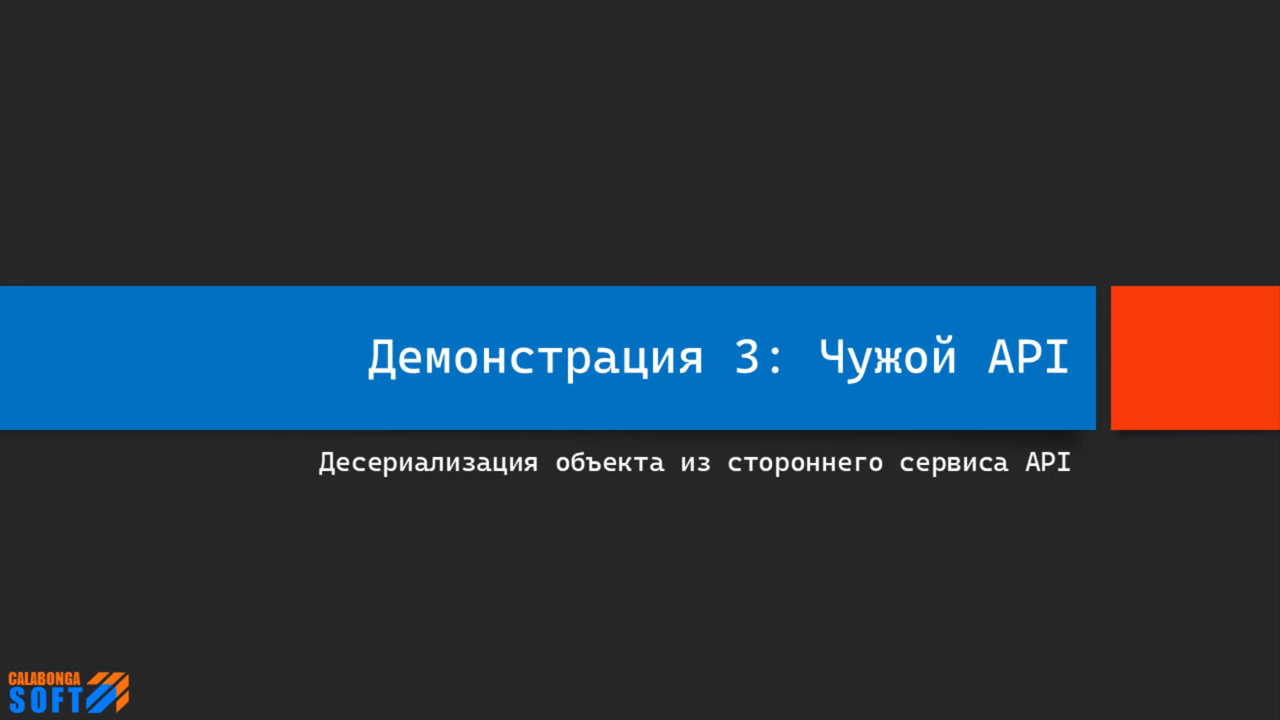 Демонстрация 3: Чужой API
Десериализация объекта из стороннего сервиса API
CALABONGA
SOFT